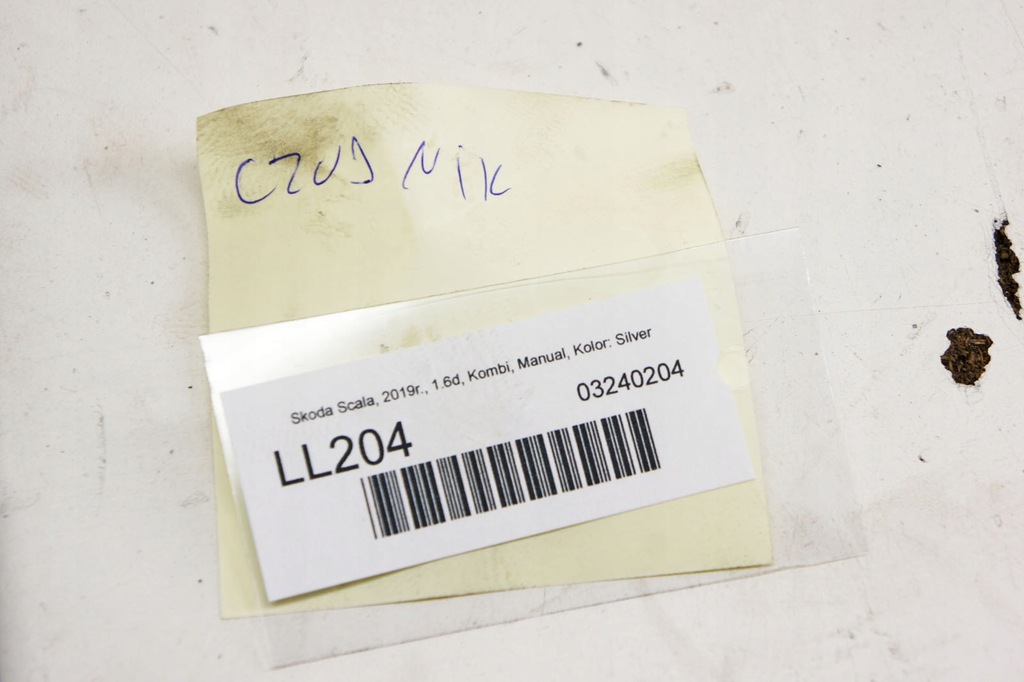 CZUJNIK
Skoda Scala, 2019r., 1.6d, Kombi, Manual, Kolor: Silver
03240204
LL204